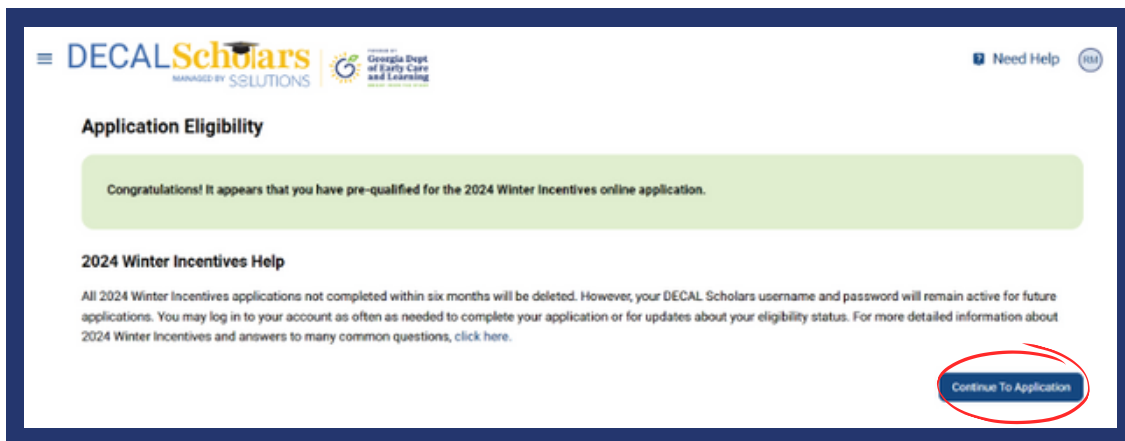 DECALScholars
MANAGED BY SOLUTIONS
Georgia Dept
of Early Care
and Learning
Need Help
RM
Application Eligibility
Congratulations! It appears that you have pre-qualified for the 2024 Winter Incentives online application.
2024 Winter Incentives Help
All 2024 Winter Incentives applications not completed within six months will be deleted. However, your DECAL Scholars username and password will remain active for future
applications. You may log in to your account as often as needed to complete your application or for updates about your eligibility status. For more detailed information about
2024 Winter Incentives and answers to many common questions, click here.
Continue To Application